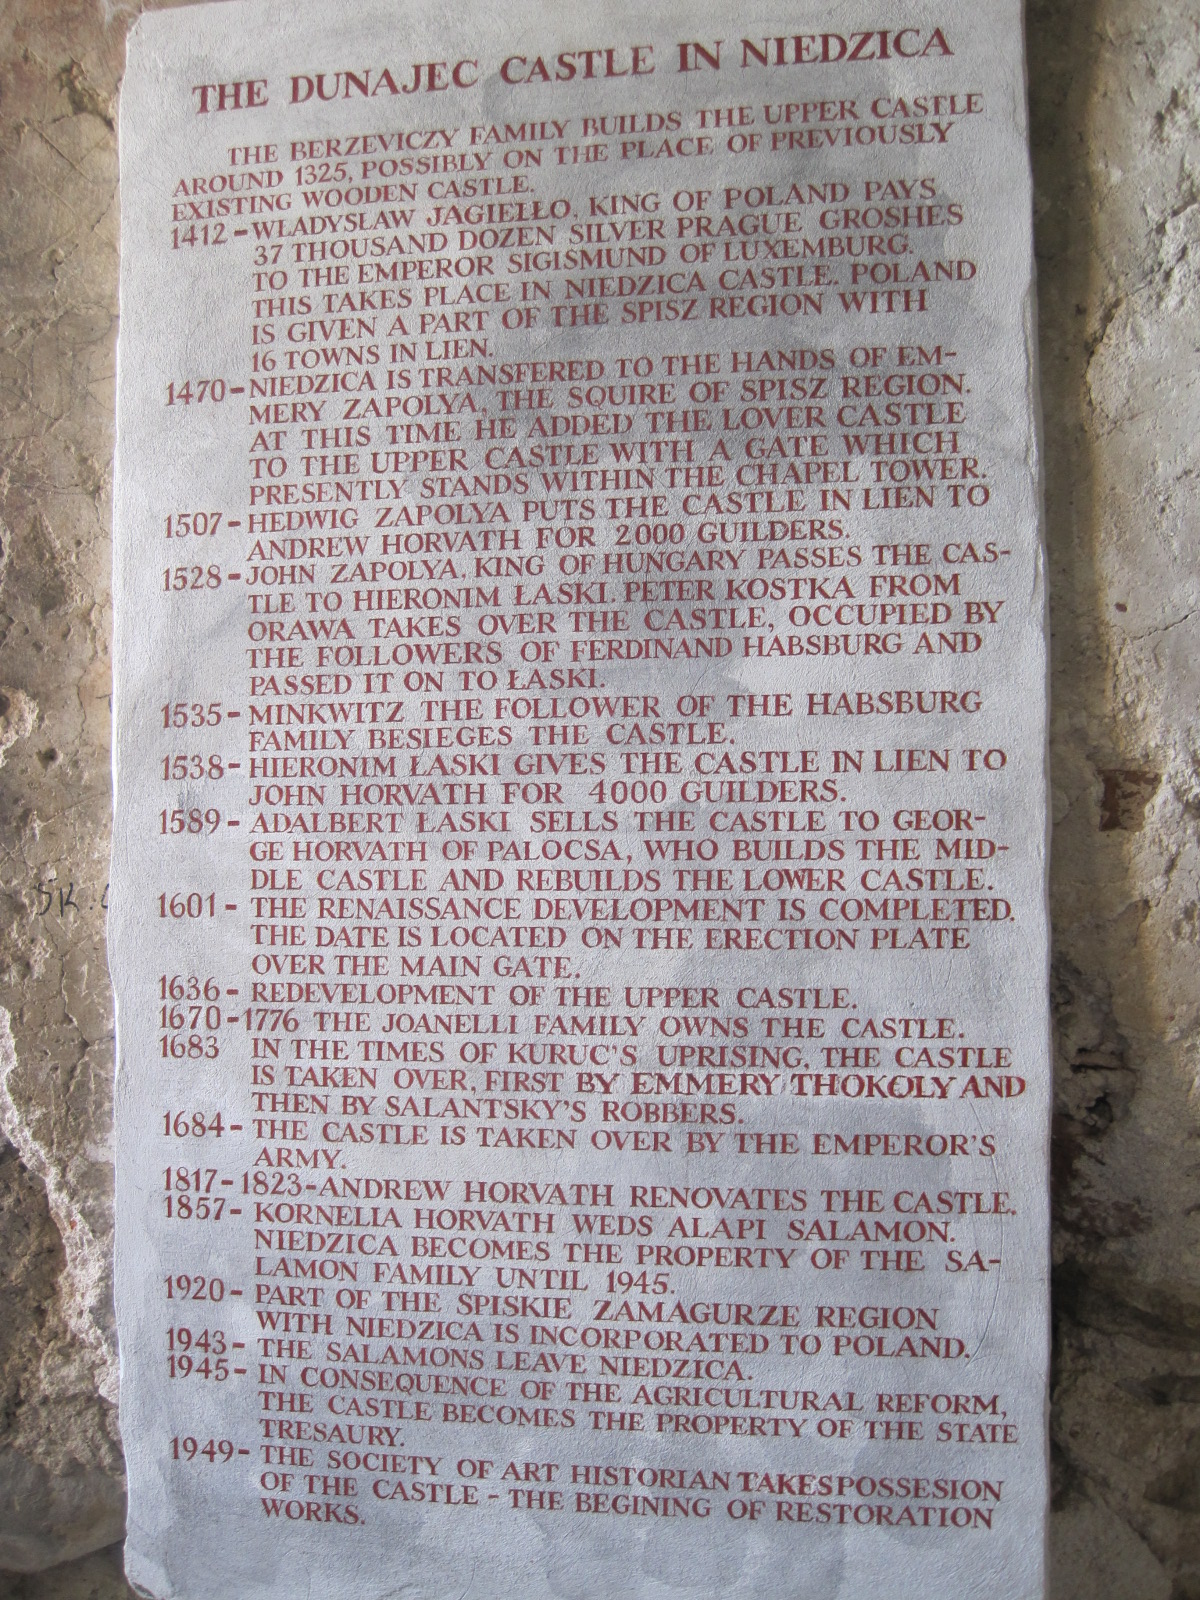 THE DUNAJEC CASTLE IN NIEDZICA
THE BERZEVICZY FAMILY BUILDS THE UPPER CASTLE
AROUND 1325, POSSIBLY ON THE PLACE OF PREVIOUSLY
EXISTING WOODEN CASTLE.
1412-WŁADYSŁAW JAGIEŁŁO, KING OF POLAND PAYS
37 THOUSAND DOZEN SILVER PRAGUE GROSHES
TO THE EMPEROR SIGISMUND OF LUXEMBURG.
THIS TAKES PLACE IN NIEDZICA CASTLE. POLAND
IS GIVEN A PART OF THE SPISZ REGION WITH
16 TOWNS IN LIEN.
1470-NIEDZICA IS TRANSFERED TO THE HANDS OF EM-
MERY ZAPOLYA, THE SQUIRE OF SPISZ REGION.
AT THIS TIME HE ADDED THE LOVER CASTLE
TO THE UPPER CASTLE WITH A GATE WHICH
PRESENTLY STANDS WITHIN THE CHAPEL TOWER.
1507-HEDWIG ZAPOLYA PUTS THE CASTLE IN LIEN TO
ANDREW HORVATH FOR 2000 GUILDERS.
1528-JOHN ZAPOLYA, KING OF HUNGARY PASSES THE CAS-
TLE TO HIERONIM ŁASKI. PETER KOSTKA FROM
ORAWA TAKES OVER THE CASTLE, OCCUPIED BY
THE FOLLOWERS OF FERDINAND HABSBURG AND
PASSED IT ON TO ŁASKI.
1535-MINKWITZ THE FOLLOWER OF THE HABSBURG
FAMILY BESIEGES THE CASTLE.
1538-HIERONIM ŁASKI GIVES THE CASTLE IN LIEN TO
JOHN HORVATH FOR 4000 GUILDERS.
1589- ADALBERT ŁASKI SELLS THE CASTLE TO GEOR-
GE HORVATH OF PALOCSA, WHO BUILDS THE MID-
DLE CASTLE AND REBUILDS THE LOWER CASTLE.
1601 - THE RENAISSANCE DEVELOPMENT IS COMPLETED.
THE DATE IS LOCATED ON THE ERECTION PLATE
OVER THE MAIN GATE.
1636- REDEVELOPMENT OF THE UPPER CASTLE.
1670-1776 THE JOANELLI FAMILY OWNS THE CASTLE.
1683 IN THE TIMES OF KURUC'S UPRISING, THE CASTLE
IS TAKEN OVER, FIRST BY EMMERY THOKOLY AND
THEN BY SALANTSKY'S ROBBERS.
1684- THE CASTLE IS TAKEN OVER BY THE EMPEROR'S
ARMY.
1817-1823-ANDREW HORVATH RENOVATES THE CASTLE.
1857- KORNELIA HORVATH WEDS ALAPI SALAMON.
NIEDZICA BECOMES THE PROPERTY OF THE SA-
LAMON FAMILY UNTIL 1945.
1920- PART OF THE SPISKIE ZAMAGURZE REGION
WITH NIEDZICA IS INCORPORATED TO POLAND.
1943- THE SALAMONS LEAVE NIEDZICA.
1945- IN CONSEQUENCE OF THE AGRICULTURAL REFORM,
THE CASTLE BECOMES THE PROPERTY OF THE STATE
TRESAURY.
1949- THE SOCIETY OF ART HISTORIAN TAKES POSSESION
OF THE CASTLE - THE BEGINING OF RESTORATION
WORKS.